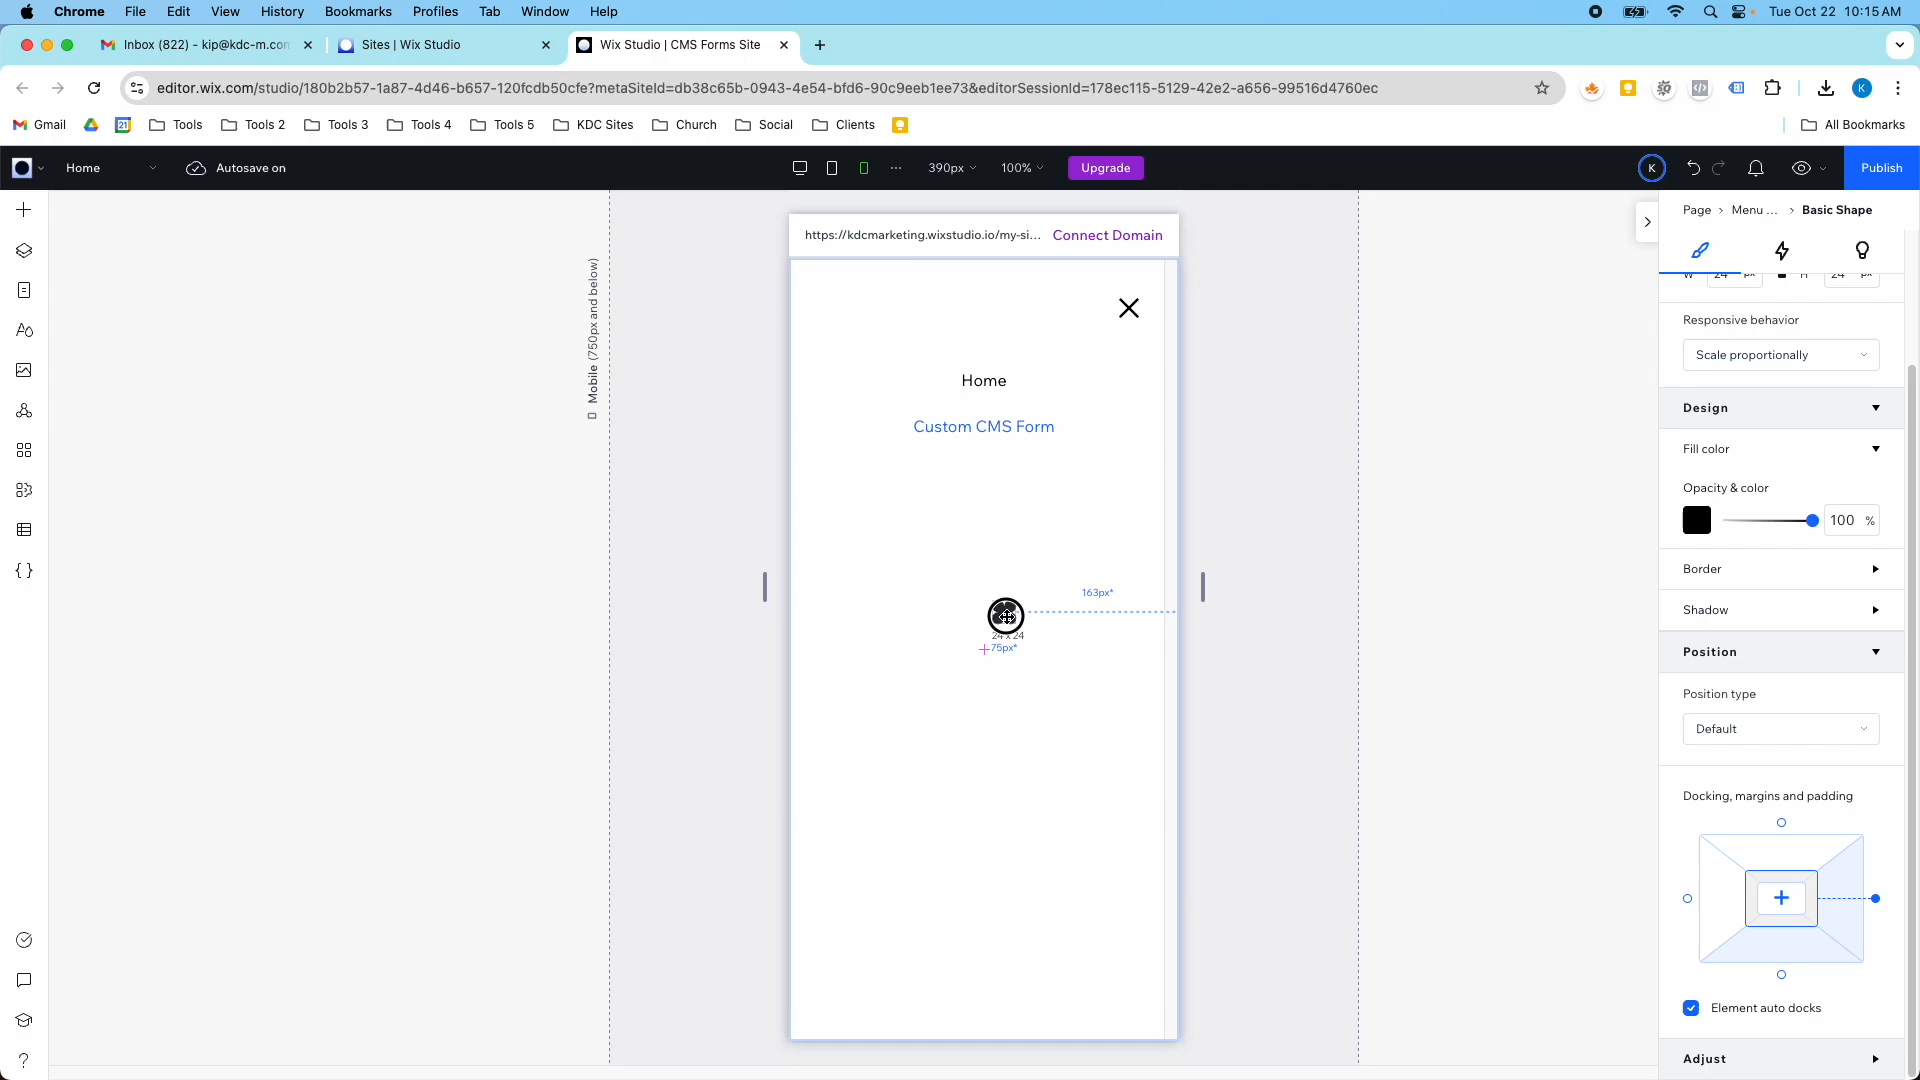 Chrome File Edit View History Bookmarks Profiles Tab Window Help Tue Oct 22 10:15 AM
Inbox (822) - kip@kdc-m.con Sites | Wix Studio Wix Studio | CMS Forms Site
editor.wix.com/studio/180b2b57-1a87-4d46-b657-120fcdb50cfe?metaSiteId=db38c65b-0943-4e54-bfd6-90c9eeb1ee73&editorSessionId=178ec115-5129-42e2-a656-99516d4760ec K
Gmail 21 Tools Tools 2 Tools 3 Tools 4 Tools 5 KDC Sites Church Social Clients All Bookmarks
Home Autosave on 390px 100% Upgrade K Publish
Page Menu ... Basic Shape
https://kdcmarketing.wixstudio.io/my-si... Connect Domain
W 24 px H 24 px
Mobile (750px and below)
Responsive behavior
Scale proportionally
Home
Design
Custom CMS Form
Fill color
Opacity & color
100 %
Border
163px*
Shadow
24 x 24
75px*
Position
Position type
Default
Docking, margins and padding
Element auto docks
Adjust